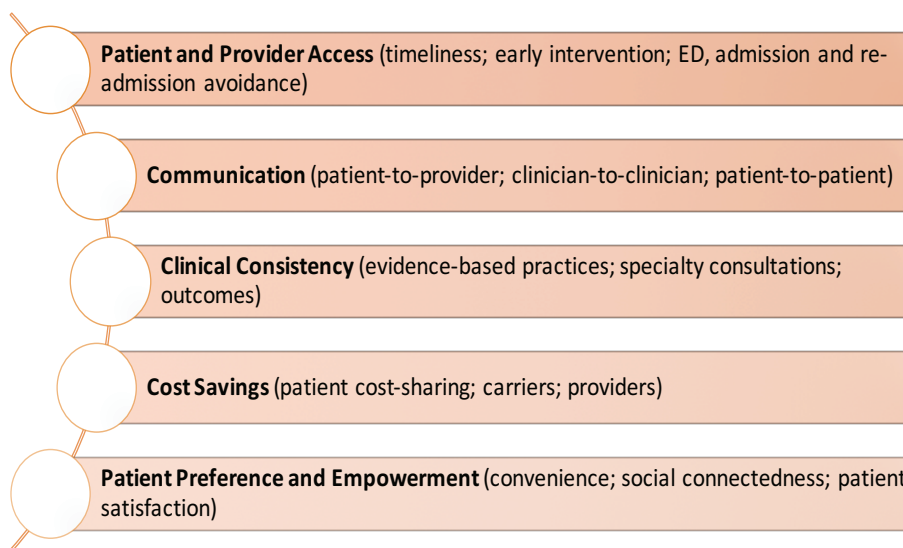 Patient and Provider Access (timeliness; early intervention; ED, admission and re-
admission avoidance)
Communication (patient-to-provider; clinician-to-clinician; patient-to-patient)
Clinical Consistency (evidence-based practices; specialty consultations;
outcomes)
Cost Savings (patient cost-sharing; carriers; providers)
Patient Preference and Empowerment (convenience; social connectedness; patient
satisfaction)